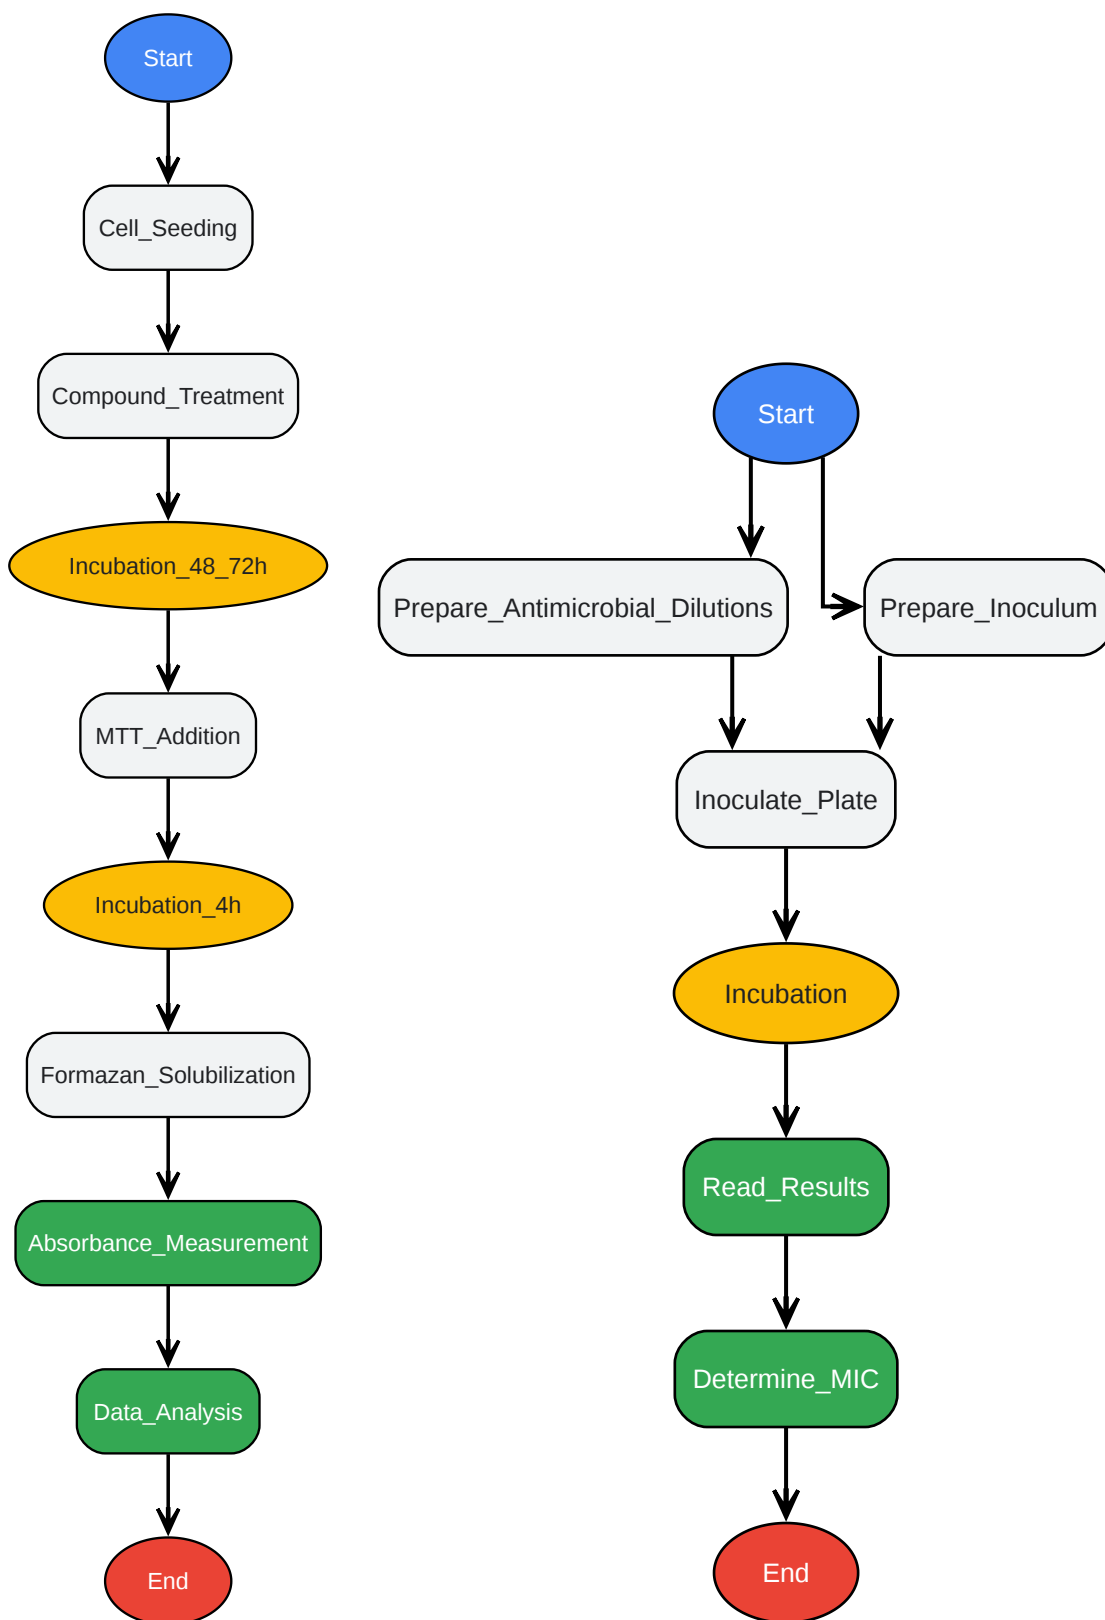 Start
Cell_Seeding
Compound_Treatment
Incubation_48_72h
MTT_Addition
Incubation_4h
Formazan_Solubilization
Absorbance_Measurement
Data_Analysis
End
Start
Prepare_Antimicrobial_Dilutions
Prepare_Inoculum
Inoculate_Plate
Incubation
Read_Results
Determine_MIC
End